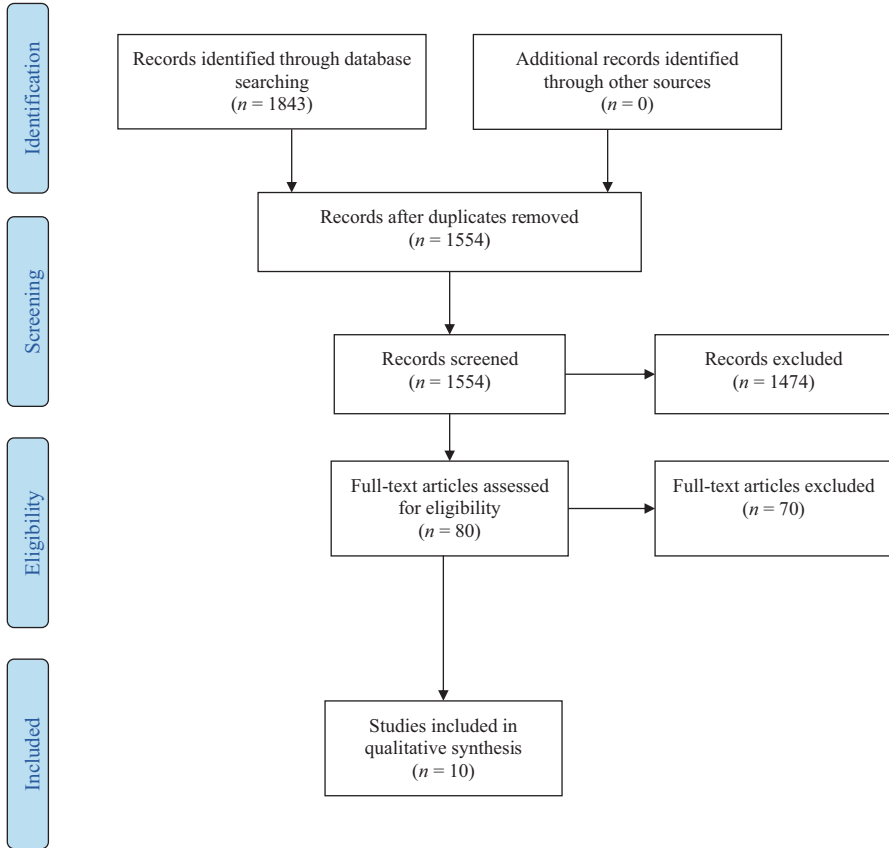 Identification
Records identified through database
searching
(n = 1843)
Additional records identified
through other sources
(n = 0)
Records after duplicates removed
(n = 1554)
Screening
Records screened
(n = 1554)
Records excluded
(n = 1474)
Eligibility
Full-text articles assessed
for eligibility
(n = 80)
Full-text articles excluded
(n = 70)
Included
Studies included in
qualitative synthesis
(n = 10)